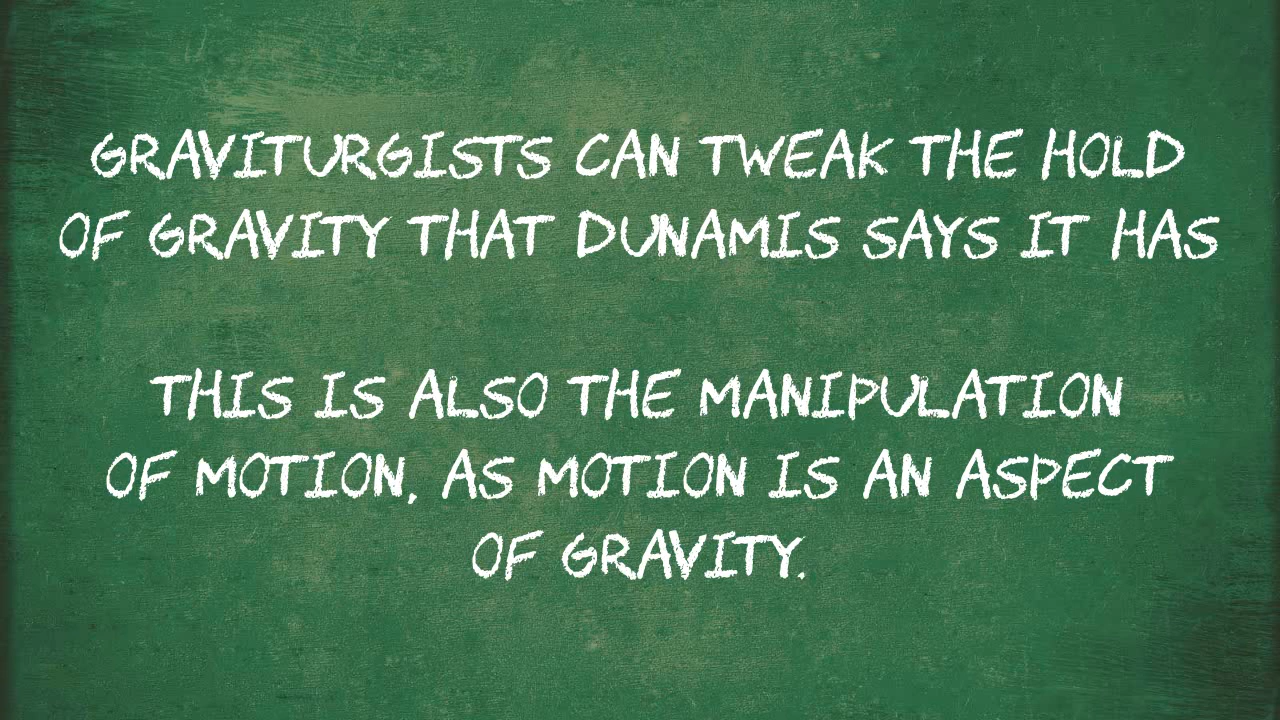 GRAVITURGISTS CAN TWEAK THE HOLD
OF GRAVITY THAT DUNAMIS SAYS IT HAS
THIS IS ALSO THE MANIPULATION
OF MOTION, AS MOTION IS AN ASPECT
OF GRAVITY.